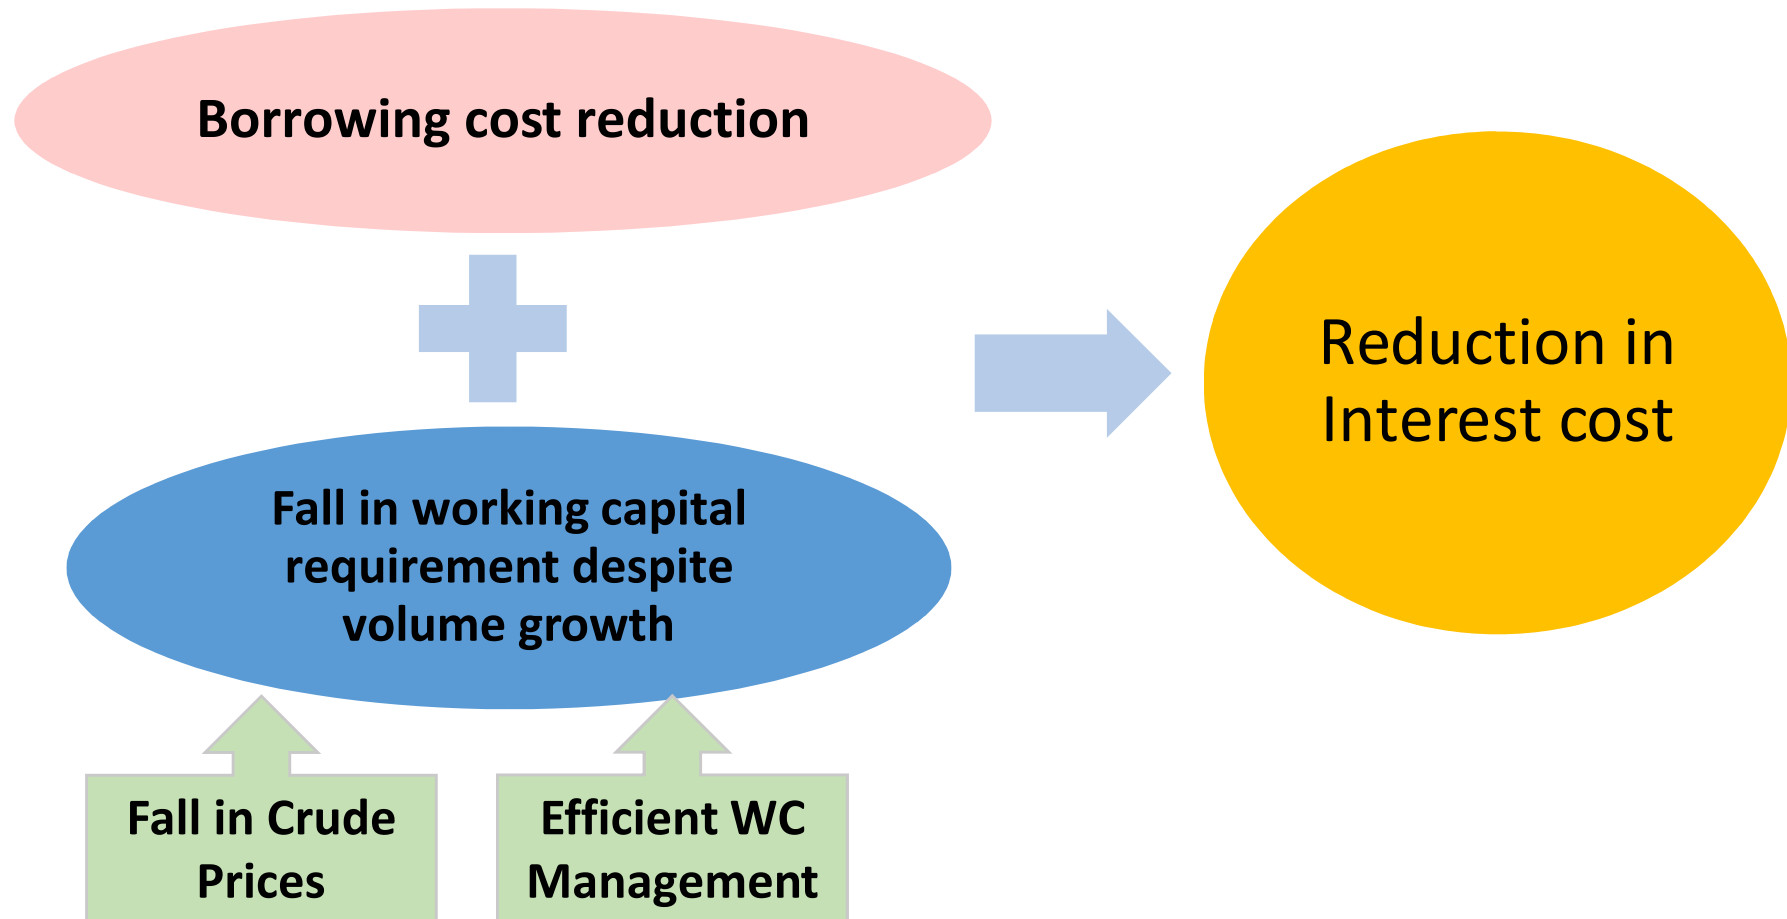 Borrowing cost reduction
Fall in working capital
requirement despite
volume growth
Fall in Crude
Prices
Efficient WC
Management
Reduction in
Interest cost